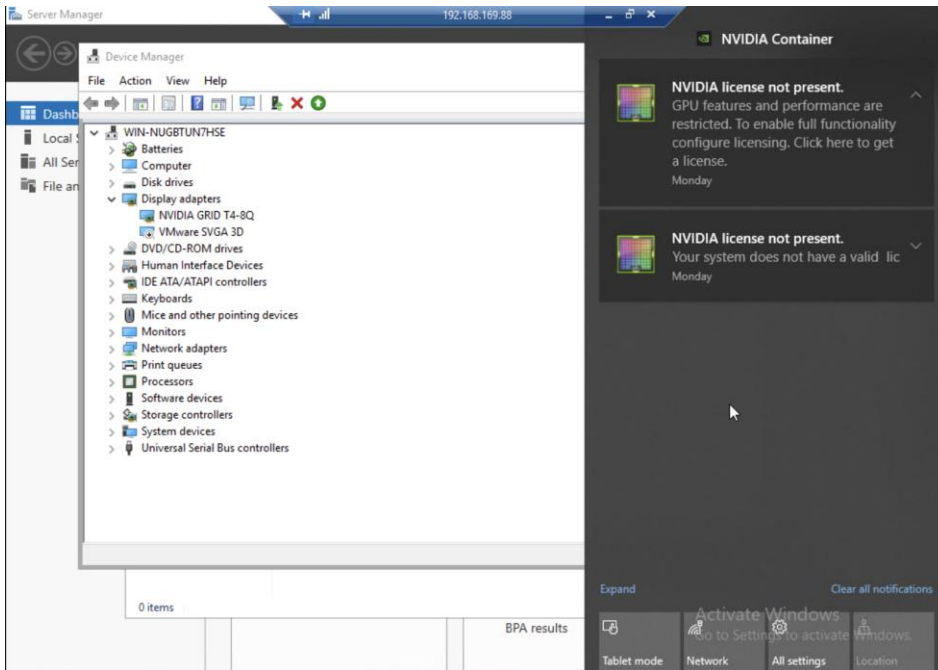 Server Manager
192.168.169.88
NVIDIA Container
Device Manager
File Action View Help
Dashb
Local S
All Ser
File an
WIN-NUGBTUN7HSE
Batteries
Computer
Disk drives
Display adapters
NVIDIA GRID T4-8Q
VMware SVGA 3D
DVD/CD-ROM drives
Human Interface Devices
IDE ATA/ATAPI controllers
Keyboards
Mice and other pointing devices
Monitors
Network adapters
Print queues
Processors
Software devices
Storage controllers
System devices
Universal Serial Bus controllers
NVIDIA license not present.
GPU features and performance are
restricted. To enable full functionality
configure licensing. Click here to get
a license.
Monday
NVIDIA license not present.
Your system does not have a valid lic
Monday
0 items
BPA results
Expand
Clear all notifications
Activate Windows
Go to Settings to activate Windows.
Tablet mode
Network
All settings
Location